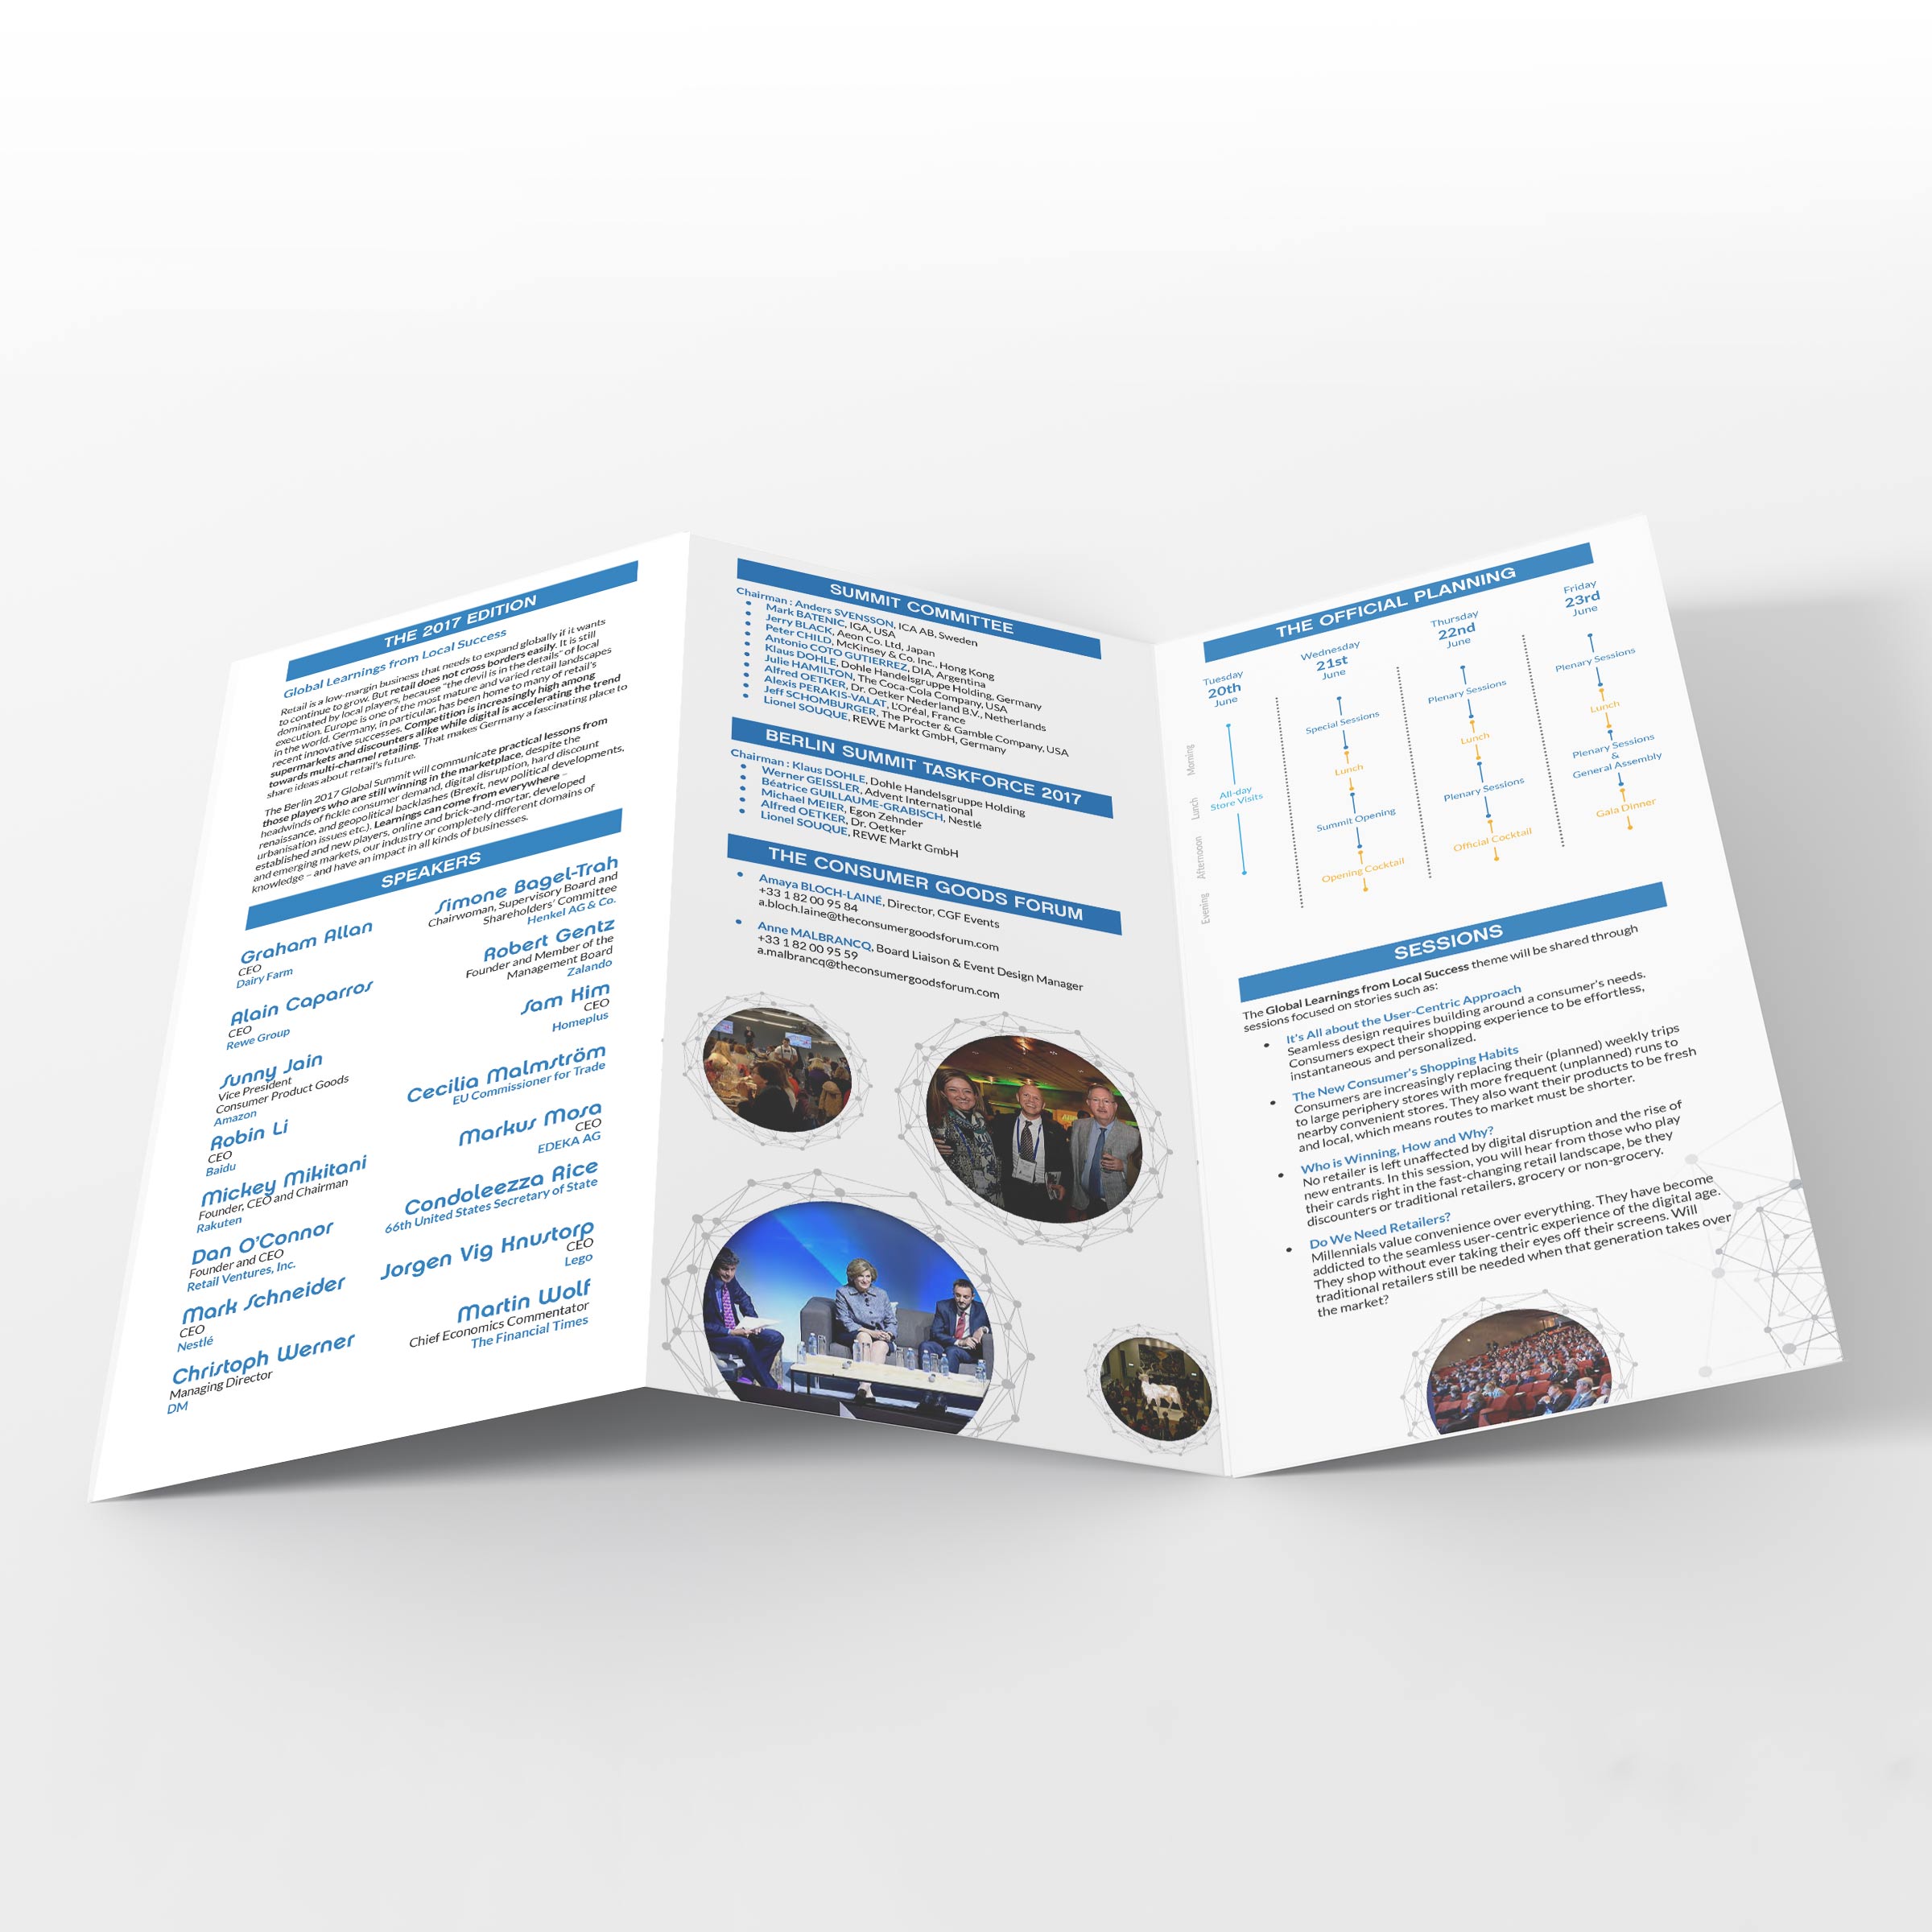 THE 2017 EDITION
Global Learnings from Local Success
Retail is a low-margin business that needs to expand globally if it wants
to continue to grow. But retail does not cross borders easily. It is still
dominated by local players, because "the devil is in the details" of local
execution. Europe is one of the most mature and varied retail landscapes
in the world. Germany, in particular, has been home to many of retail's
recent innovative successes. Competition is increasingly high among
supermarkets and discounters alike while digital is accelerating the trend
towards multi-channel retailing. That makes Germany a fascinating place to
share ideas about retail's future.
The Berlin 2017 Global Summit will communicate practical lessons from
those players who are still winning in the marketplace, despite the
headwinds of fickle consumer demand, digital disruption, hard discount
renaissance, and geopolitical backlashes (Brexit, new political developments,
urbanisation issues etc.). Learnings can come from everywhere –
established and new players, online and brick-and-mortar, developed
and emerging markets, our industry or completely different domains of
knowledge – and have an impact in all kinds of businesses.
SPEAKERS
Graham Allan
CEO
Dairy Farm
Alain Caparros
CEO
Rewe Group
Sunny Jain
Vice President
Consumer Product Goods
Amazon
Robin Li
CEO
Baidu
Mickey Mikitani
Founder, CEO and Chairman
Rakuten
Dan O'Connor
Founder and CEO
Retail Ventures, Inc.
Mark Schneider
CEO
Nestlé
Christoph Werner
Managing Director
DM
Simone Bagel-Trah
Chairwoman, Supervisory Board and
Shareholders' Committee
Henkel AG & Co.
Robert Gentz
Founder and Member of the
Management Board
Zalando
Sam Kim
CEO
Homeplus
Cecilia Malmström
EU Commissioner for Trade
Markus Mosa
CEO
EDEKA AG
Condoleezza Rice
66th United States Secretary of State
Jorgen Vig Knustorp
CEO
Lego
Martin Wolf
Chief Economics Commentator
The Financial Times
SUMMIT COMMITTEE
Chairman : Anders SVENSSON, ICA AB, Sweden
• Mark BATENIC, IGA, USA
• Jerry BLACK, Aeon Co. Ltd, Japan
• Peter CHILD, McKinsey & Co. Inc., Hong Kong
• Antonio COTO GUTIERREZ, DIA, Argentina
• Klaus DOHLE, Dohle Handelsgruppe Holding, Germany
• Julie HAMILTON, The Coca-Cola Company, USA
• Alfred OETKER, Dr. Oetker Nederland B.V., Netherlands
• Alexis PERAKIS-VALAT, L'Oréal, France
• Jeff SCHOMBURGER, The Procter & Gamble Company, USA
• Lionel SOUQUE, REWE Markt GmbH, Germany
BERLIN SUMMIT TASKFORCE 2017
Chairman : Klaus DOHLE, Dohle Handelsgruppe Holding
• Werner GEISSLER, Advent International
• Béatrice GUILLAUME-GRABISCH, Nestlé
• Michael MEIER, Egon Zehnder
• Alfred OETKER, Dr. Oetker
• Lionel SOUQUE, REWE Markt GmbH
THE CONSUMER GOODS FORUM
• Amaya BLOCH-LAINÉ, Director, CGF Events
+33 1 82 00 95 84
a.bloch.laine@theconsumergoodsforum.com
• Anne MALBRANCQ, Board Liaison & Event Design Manager
+33 1 82 00 95 59
a.malbrancq@theconsumergoodsforum.com
THE OFFICIAL PLANNING
Morning
Lunch
Afternoon
Evening
Tuesday
20th
June
All-day
Store Visits
Wednesday
21st
June
Special Sessions
Lunch
Summit Opening
Opening Cocktail
Thursday
22nd
June
Plenary Sessions
Lunch
Plenary Sessions
Official Cocktail
Friday
23rd
June
Plenary Sessions
Lunch
Plenary Sessions
&
General Assembly
Gala Dinner
SESSIONS
The Global Learnings from Local Success theme will be shared through
sessions focused on stories such as:
• It's All about the User-Centric Approach
Seamless design requires building around a consumer's needs.
Consumers expect their shopping experience to be effortless,
instantaneous and personalized.
• The New Consumer's Shopping Habits
Consumers are increasingly replacing their (planned) weekly trips
to large periphery stores with more frequent (unplanned) runs to
nearby convenient stores. They also want their products to be fresh
and local, which means routes to market must be shorter.
• Who is Winning, How and Why?
No retailer is left unaffected by digital disruption and the rise of
new entrants. In this session, you will hear from those who play
their cards right in the fast-changing retail landscape, be they
discounters or traditional retailers, grocery or non-grocery.
• Do We Need Retailers?
Millennials value convenience over everything. They have become
addicted to the seamless user-centric experience of the digital age.
They shop without ever taking their eyes off their screens. Will
traditional retailers still be needed when that generation takes over
the market?